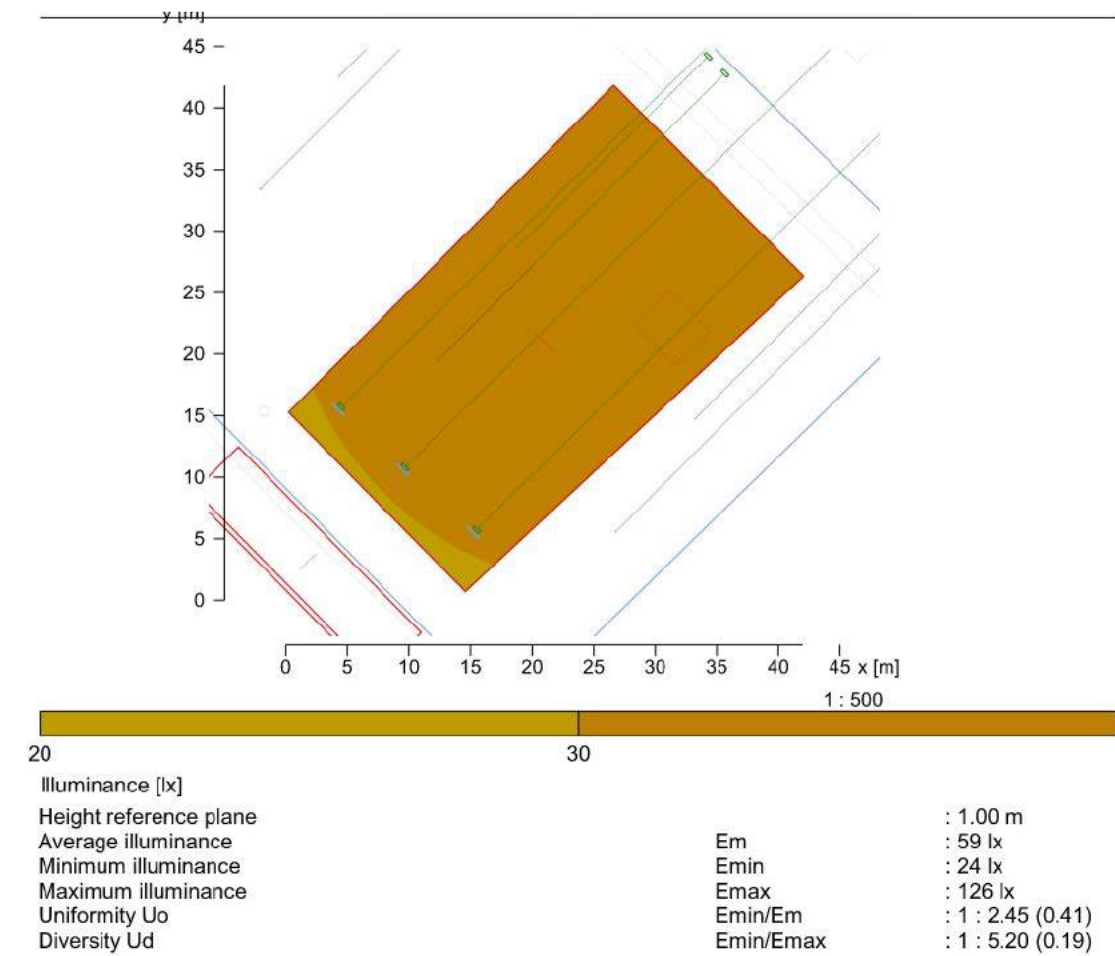 y [m]
45
40
35
30
25
20
15
10
5
0
0 5 10 15 20 25 30 35 40 45 x [m]
1 : 500
20 30
Illuminance [lx]
Height reference plane : 1.00 m
Average illuminance Em : 59 lx
Minimum illuminance Emin : 24 lx
Maximum illuminance Emax : 126 lx
Uniformity Uo Emin/Em : 1 : 2.45 (0.41)
Diversity Ud Emin/Emax : 1 : 5.20 (0.19)